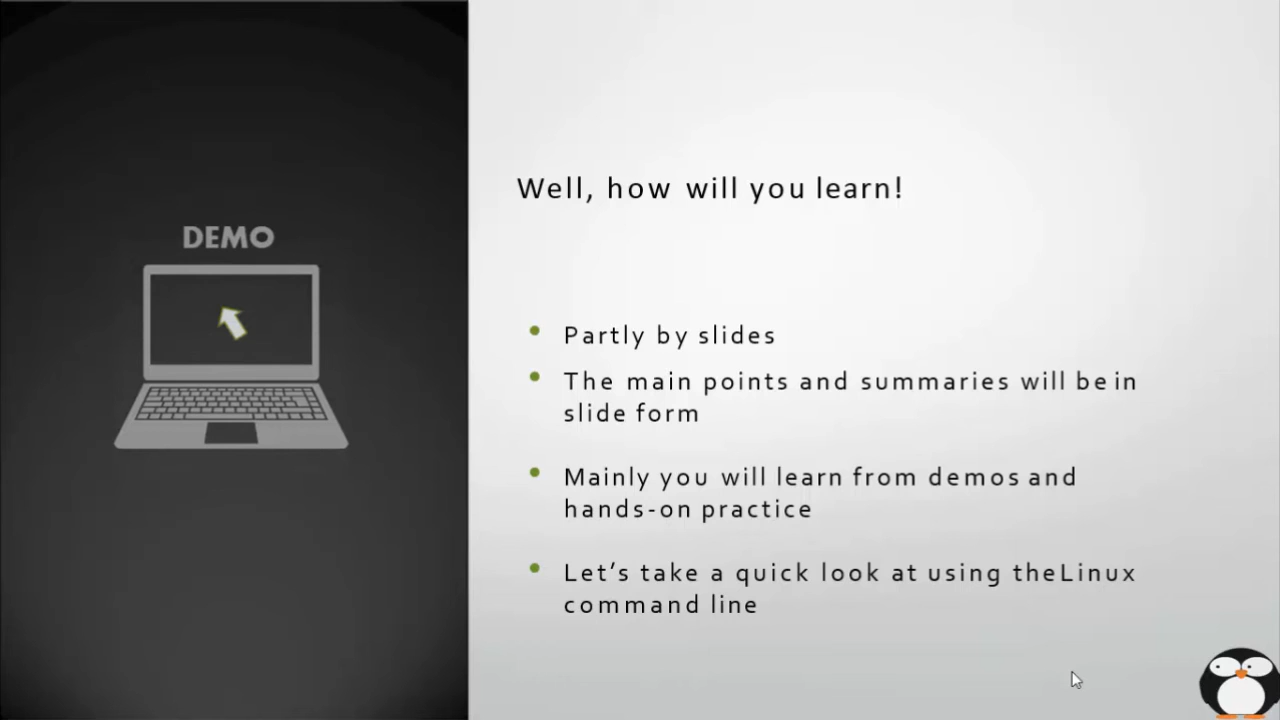 DEMO
Well, how will you learn!
Partly by slides
The main points and summaries will be in
slide form
Mainly you will learn from demos and
hands-on practice
Let’s take a quick look at using theLinux
command line